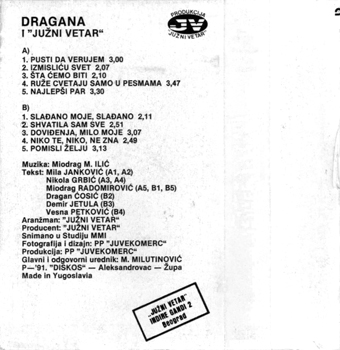 DRAGANA
I "JUŽNI VETAR"
PRODUKCIJA
JV
"JUŽNI VETAR"
A)
1. PUSTI DA VERUJEM 3,00
2. IZMISLIĆU SVET 2,07
3. ŠTA ĆEMO BITI 2,10
4. RUŽE CVETAJU SAMO U PESMAMA 3,47
5. NAJLEPŠI PAR 3,30
B)
1. SLAĐANO MOJE, SLAĐANO 2,11
2. SHVATILA SAM SVE 2,51
3. DOVIĐENJA, MILO MOJE 3,07
4. NIKO TE, NIKO, NE ZNA 2,49
5. POMISLI ŽELJU 3,13
Muzika: Miodrag M. ILIĆ
Tekst: Mila JANKOVIĆ (A1, A2)
Nikola GRBIĆ (A3, A4)
Miodrag RADOMIROVIĆ (A5, B1, B5)
Dragan ĆOSIĆ (B2)
Demir JETULA (B3)
Vesna PETKOVIĆ (B4)
Aranžman: "JUŽNI VETAR"
Producent: "JUŽNI VETAR"
Snimano u Studiju MMI
Fotografija i dizajn: PP "JUVEKOMERC"
Produkcija: PP "JUVEKOMERC"
Glavni i odgovorni urednik: M. MILUTINOVIĆ
P—'91. "DISKOS" — Aleksandrovac — Župa
Made in Yugoslavia
"JUŽNI VETAR"
INDIRE GANDI 2
Beograd